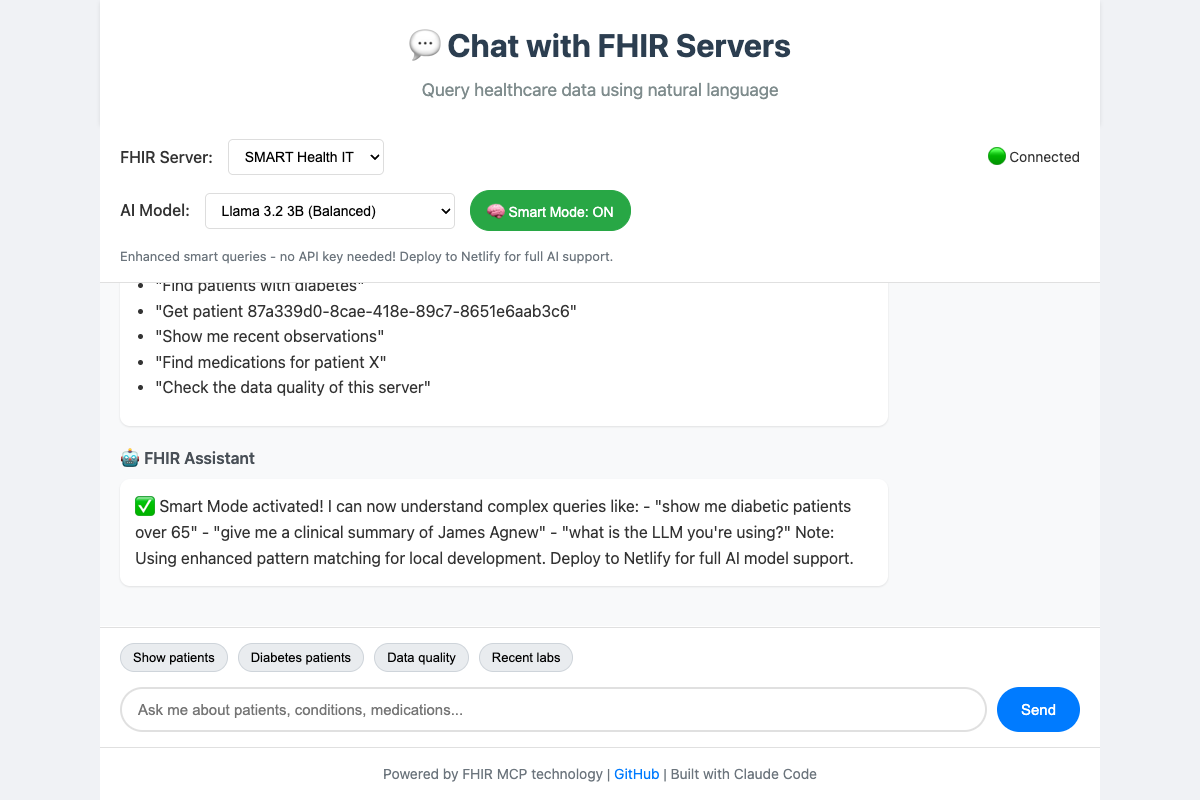 💬 Chat with FHIR Servers
Query healthcare data using natural language
FHIR Server: SMART Health IT
Connected
AI Model: Llama 3.2 3B (Balanced)
🧠 Smart Mode: ON
Enhanced smart queries - no API key needed! Deploy to Netlify for full AI support.
• "Find patients with diabetes"
• "Get patient 87a339d0-8cae-418e-89c7-8651e6aab3c6"
• "Show me recent observations"
• "Find medications for patient X"
• "Check the data quality of this server"
🤖 FHIR Assistant
✅ Smart Mode activated! I can now understand complex queries like: - "show me diabetic patients
over 65" - "give me a clinical summary of James Agnew" - "what is the LLM you're using?" Note:
Using enhanced pattern matching for local development. Deploy to Netlify for full AI model support.
Show patients
Diabetes patients
Data quality
Recent labs
Ask me about patients, conditions, medications...
Send
Powered by FHIR MCP technology | GitHub | Built with Claude Code